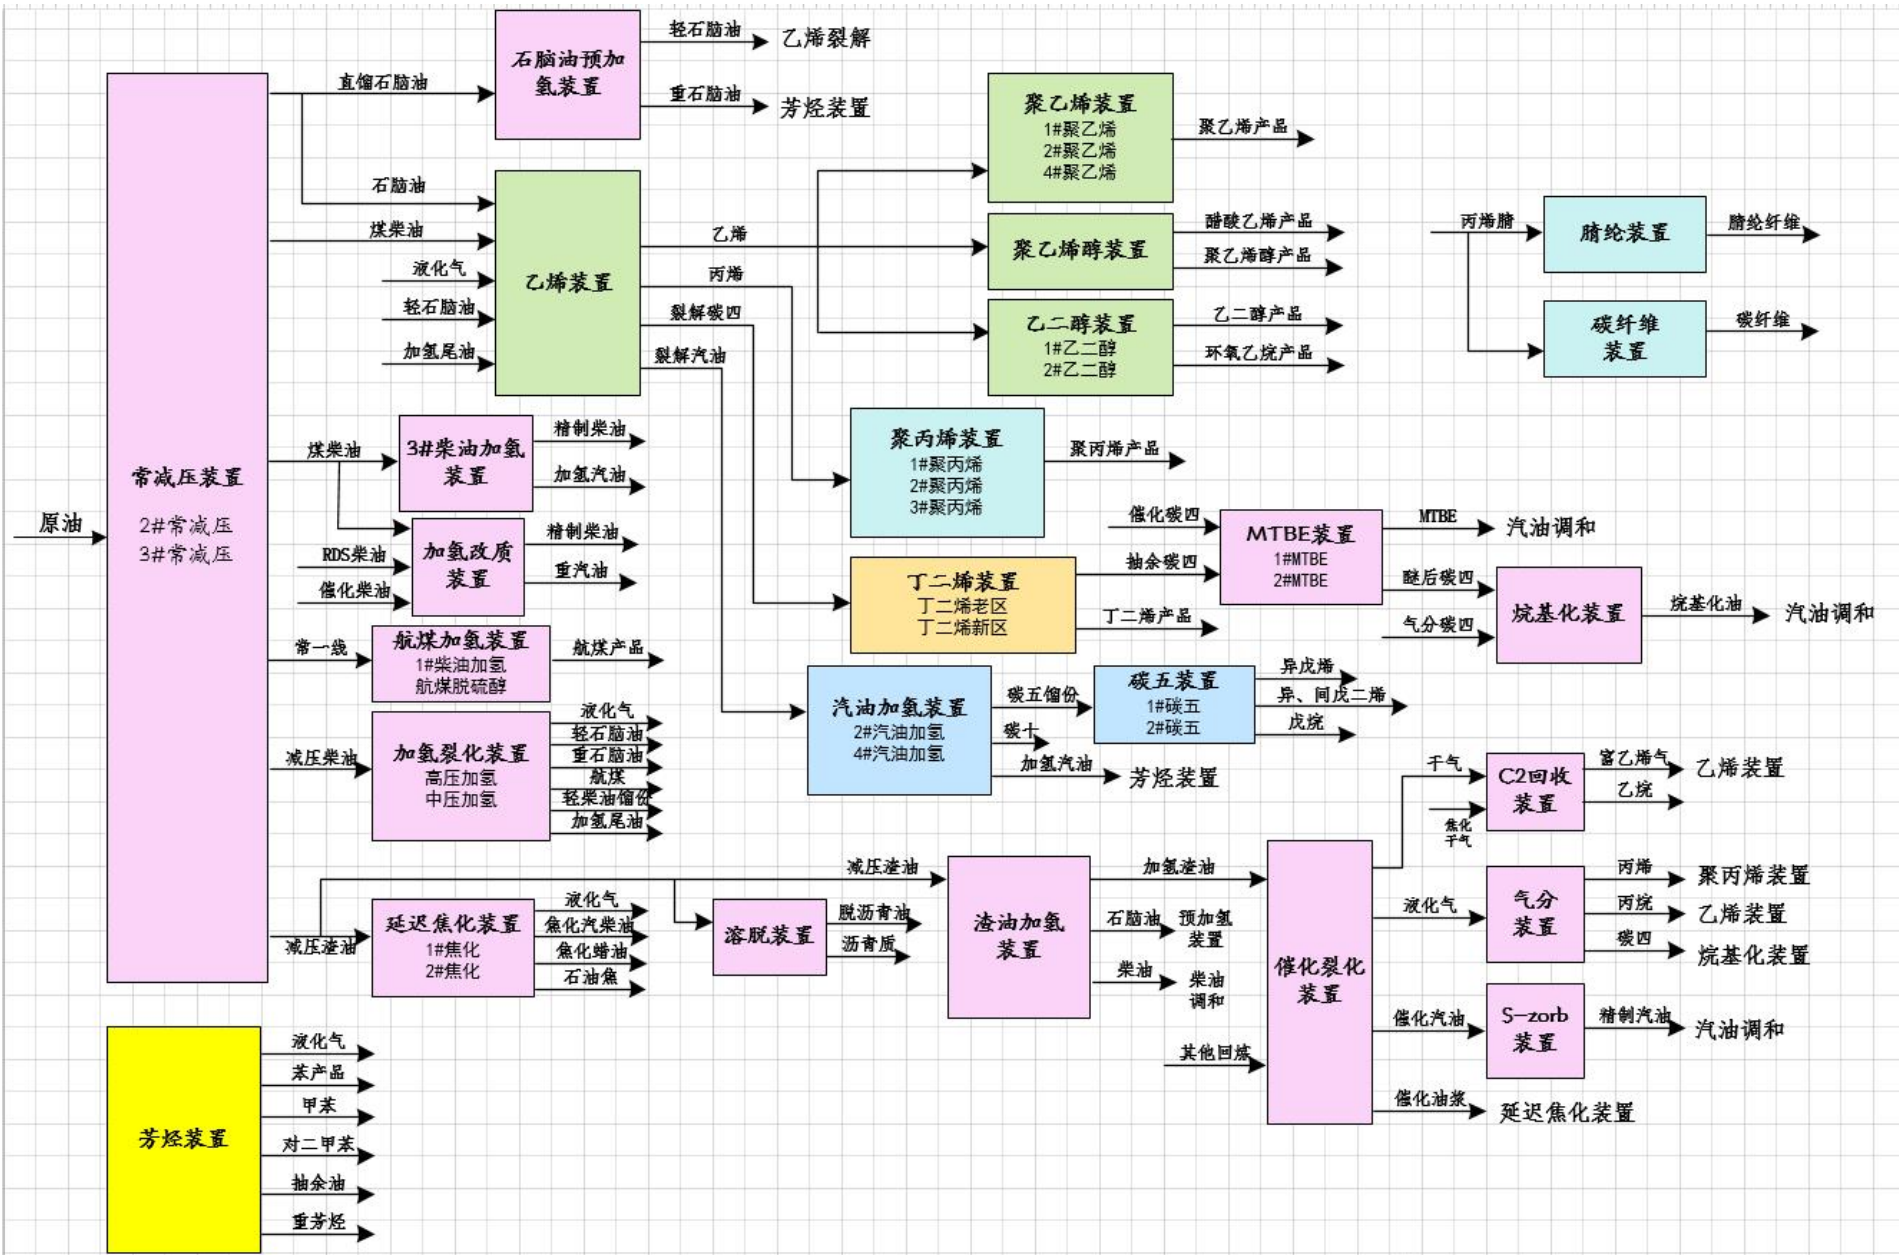 原油
常减压装置
2#常减压
3#常减压
直馏石脑油
石脑油预加
氢装置
轻石脑油
乙烯裂解
重石脑油
芳烃装置
石脑油
煤柴油
液化气
轻石脑油
加氢尾油
乙烯装置
乙烯
丙烯
裂解碳四
裂解汽油
聚乙烯装置
1#聚乙烯
2#聚乙烯
4#聚乙烯
聚乙烯产品
聚乙烯醇装置
醋酸乙烯产品
聚乙烯醇产品
乙二醇装置
1#乙二醇
2#乙二醇
乙二醇产品
环氧乙烷产品
丙烯腈
腈纶装置
腈纶纤维
碳纤维
装置
碳纤维
煤柴油
3#柴油加氢
装置
精制柴油
加氢汽油
RDS柴油
催化柴油
加氢改质
装置
精制柴油
重汽油
常一线
航煤加氢装置
1#柴油加氢
航煤脱硫醇
航煤产品
减压柴油
加氢裂化装置
高压加氢
中压加氢
液化气
轻石脑油
重石脑油
航煤
轻柴油馏份
加氢尾油
聚丙烯装置
1#聚丙烯
2#聚丙烯
3#聚丙烯
聚丙烯产品
丁二烯装置
丁二烯老区
丁二烯新区
催化碳四
抽余碳四
丁二烯产品
MTBE装置
1#MTBE
2#MTBE
MTBE
汽油调和
醚后碳四
气分碳四
烷基化装置
烷基化油
汽油调和
汽油加氢装置
2#汽油加氢
4#汽油加氢
碳五馏份
碳十
加氢汽油
芳烃装置
碳五装置
1#碳五
2#碳五
异戊烯
异、间戊二烯
戊烷
减压渣油
延迟焦化装置
1#焦化
2#焦化
液化气
焦化汽柴油
焦化蜡油
石油焦
溶脱装置
脱沥青油
沥青质
减压渣油
渣油加氢
装置
加氢渣油
石脑油
预加氢
装置
柴油
柴油
调和
其他回炼
催化裂化
装置
干气
焦化
干气
C2回收
装置
富乙烯气
乙烯装置
乙烷
液化气
气分
装置
丙烯
聚丙烯装置
丙烷
乙烯装置
碳四
烷基化装置
催化汽油
S-zorb
装置
精制汽油
汽油调和
催化油浆
延迟焦化装置
芳烃装置
液化气
苯产品
甲苯
对二甲苯
抽余油
重芳烃